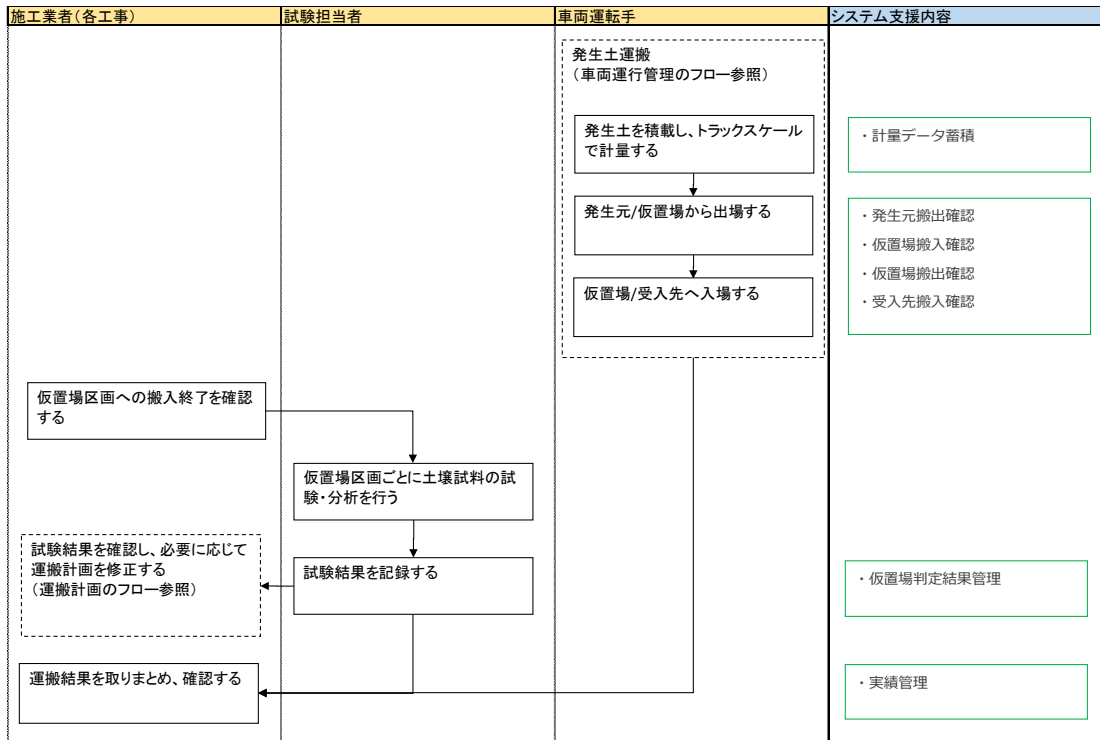 施工業者(各工事)
試験担当者
車両運転手
システム支援内容
発生土運搬
(車両運行管理のフロー参照)
発生土を積載し、トラックスケール
で計量する
・計量データ蓄積
発生元/仮置場から出場する
・発生元搬出確認
・仮置場搬入確認
・仮置場搬出確認
・受入先搬入確認
仮置場/受入先へ入場する
仮置場区画への搬入終了を確認
する
仮置場区画ごとに土壌試料の試
験・分析を行う
試験結果を確認し、必要に応じて
運搬計画を修正する
(運搬計画のフロー参照)
試験結果を記録する
・仮置場判定結果管理
運搬結果を取りまとめ、確認する
・実績管理